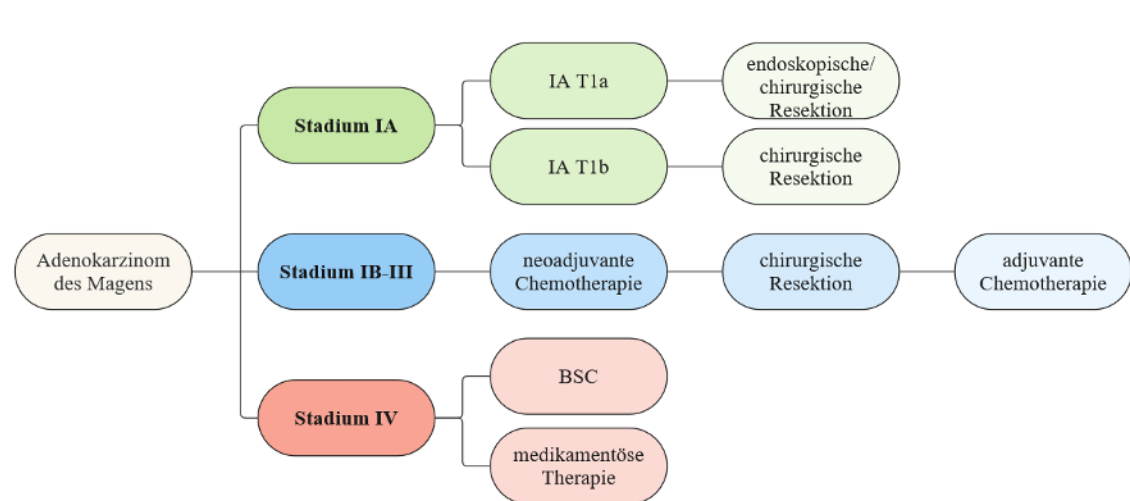 Adenokarzinom
des Magens
Stadium IA
IA T1a
endoskopische/
chirurgische
Resektion
IA T1b
chirurgische
Resektion
Stadium IB-III
neoadjuvante
Chemotherapie
chirurgische
Resektion
adjuvante
Chemotherapie
Stadium IV
BSC
medikamentöse
Therapie